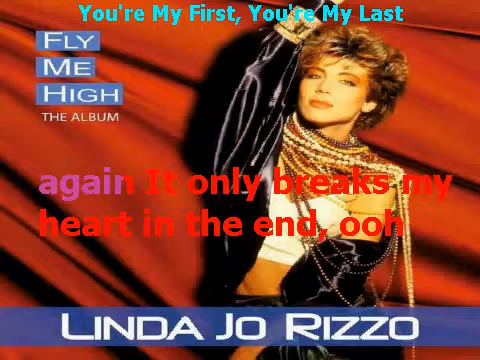 You're My First, You're My Last
FLY
ME
HIGH
THE ALBUM
again It only breaks my
heart in the end, ooh
LINDA JO RIZZO